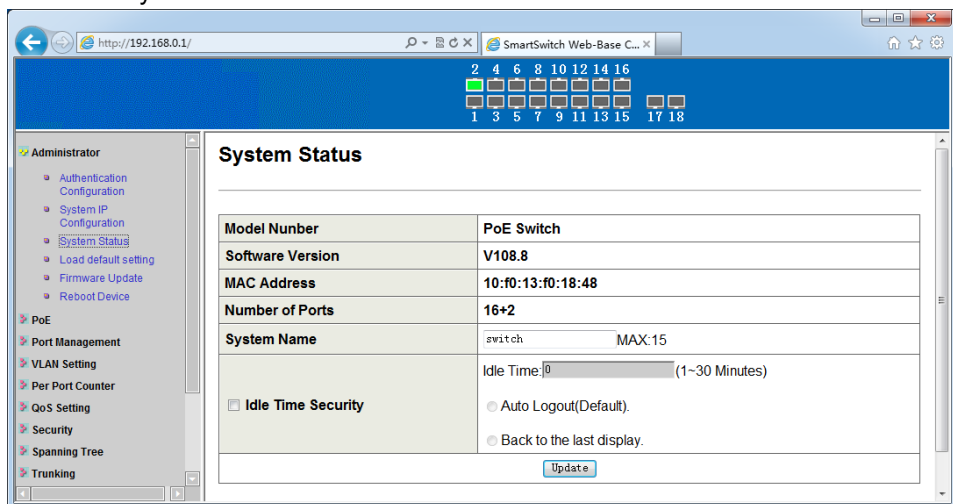 http://192.168.0.1/
SmartSwitch Web-Base C...
2 4 6 8 10 12 14 16
1 3 5 7 9 11 13 15 17 18
Administrator
Authentication
Configuration
System IP
Configuration
System Status
Load default setting
Firmware Update
Reboot Device
PoE
Port Management
VLAN Setting
Per Port Counter
QoS Setting
Security
Spanning Tree
Trunking
System Status
Model Nunber PoE Switch
Software Version V108.8
MAC Address 10:f0:13:f0:18:48
Number of Ports 16+2
System Name switch MAX:15
Idle Time Security
Idle Time: 0 (1~30 Minutes)
Auto Logout(Default).
Back to the last display.
Update